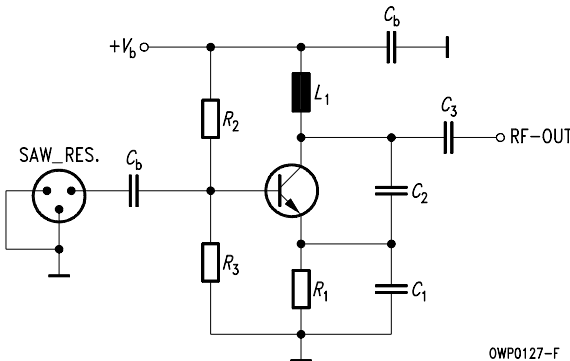 C_b
+V_b
L_1
C_3
R_2
RF-OUT
SAW_RES.
C_b
C_2
R_3
R_1
C_1
OWP0127-F